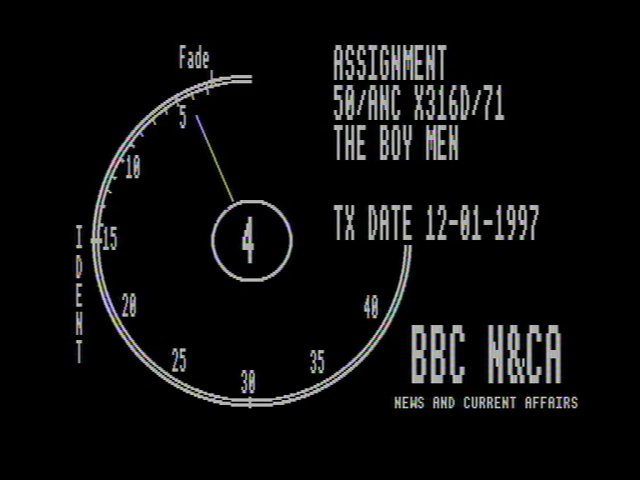 Fade
ASSIGNMENT
50/ANC X316D/71
THE BOY MEN
TX DATE 12-01-1997
5
10
15
20
25
30
35
40
4
IDENT
BBC N&CA
NEWS AND CURRENT AFFAIRS